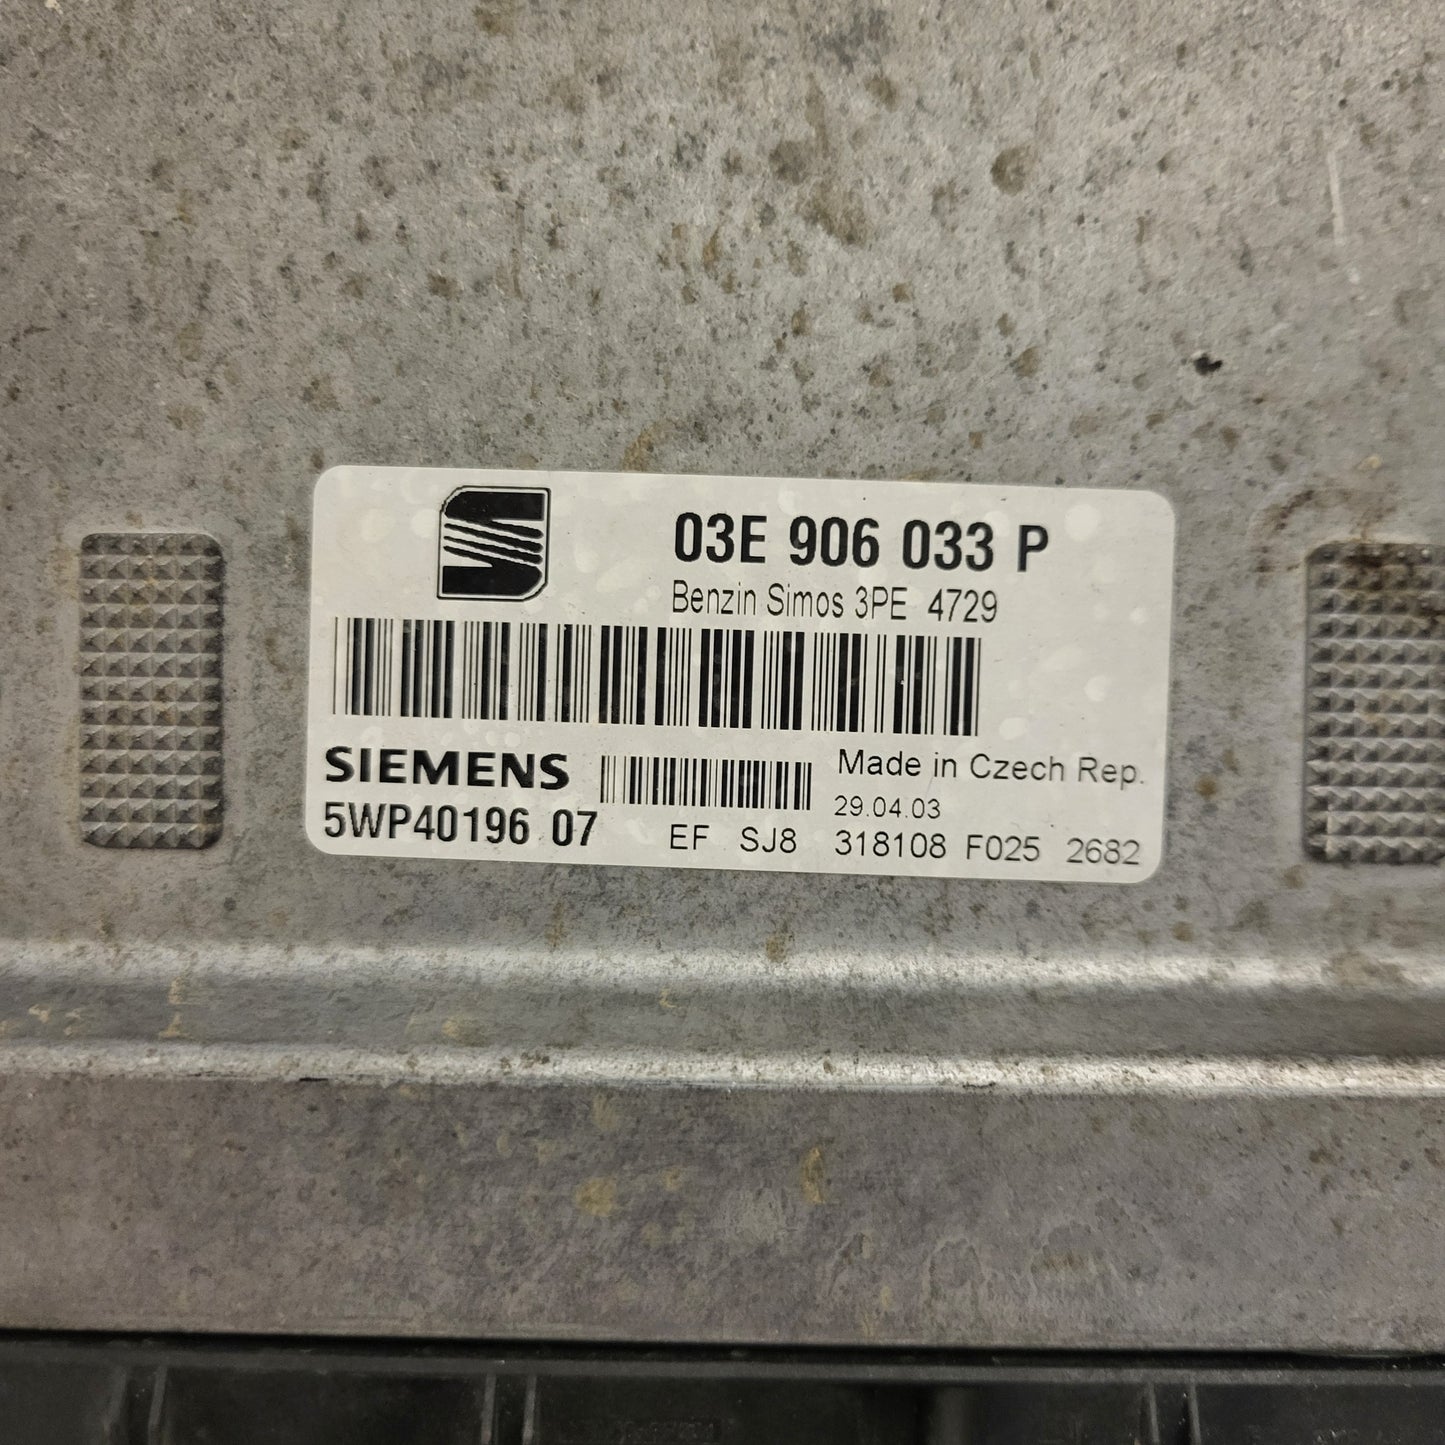 03E 906 033 P
Benzin Simos 3PE 4729
SIEMENS
Made in Czech Rep.
29.04.03
5WP40196 07
EF SJ8 318108 F025 2682